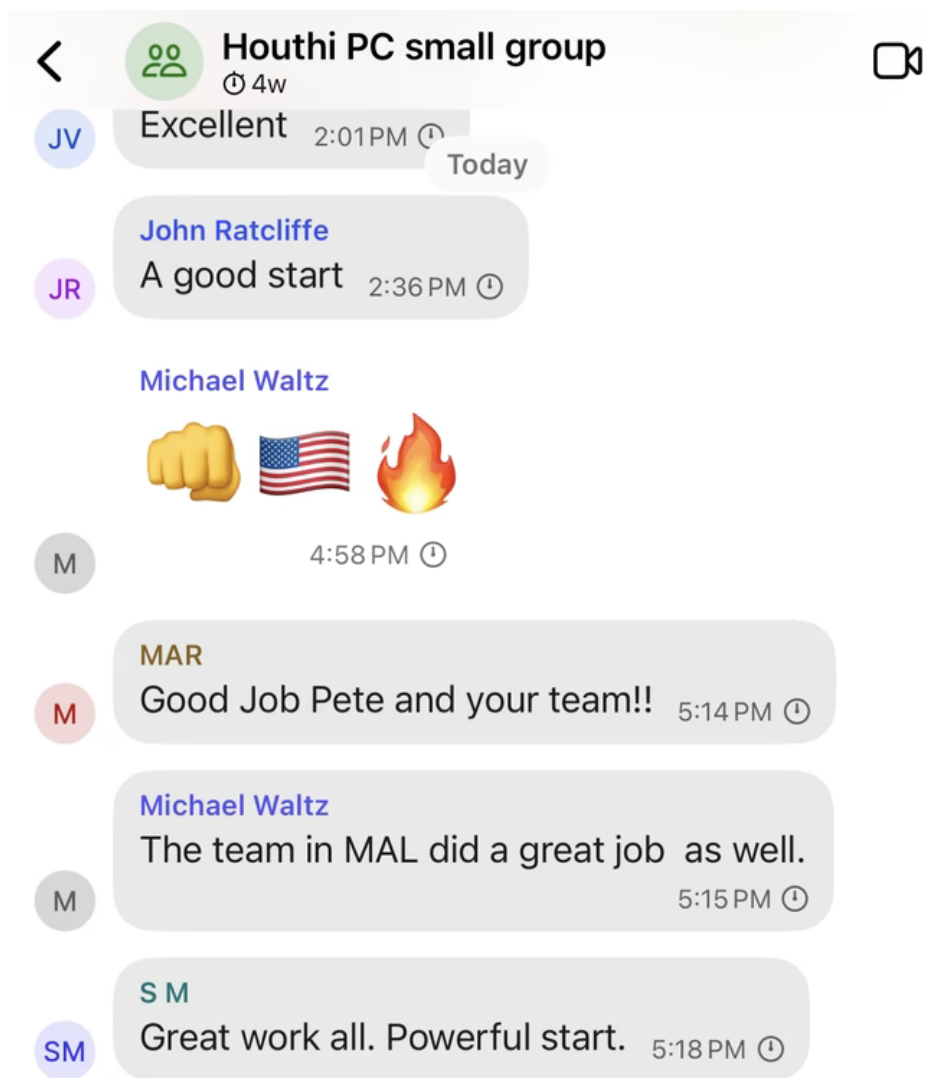 Houthi PC small group
4w
JV
Excellent 2:01 PM
Today
John Ratcliffe
JR
A good start 2:36 PM
Michael Waltz
👊🇺🇸🔥
4:58 PM
M
MAR
M
Good Job Pete and your team!! 5:14 PM
Michael Waltz
The team in MAL did a great job  as well.
M
5:15 PM
S M
SM
Great work all. Powerful start. 5:18 PM